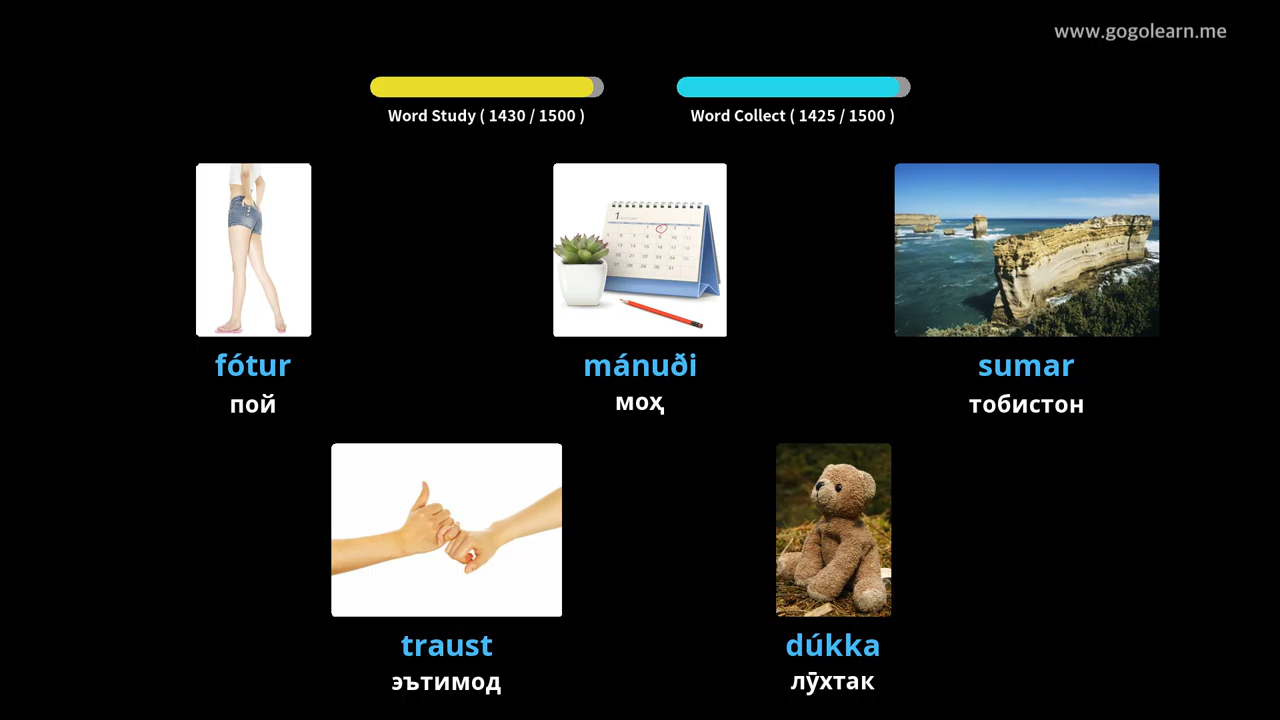 www.gogolearn.me
Word Study ( 1430 / 1500 )
Word Collect ( 1425 / 1500 )
fótur
пой
mánuði
моҳ
sumar
тобистон
traust
эътимод
dúkka
лӯхтак